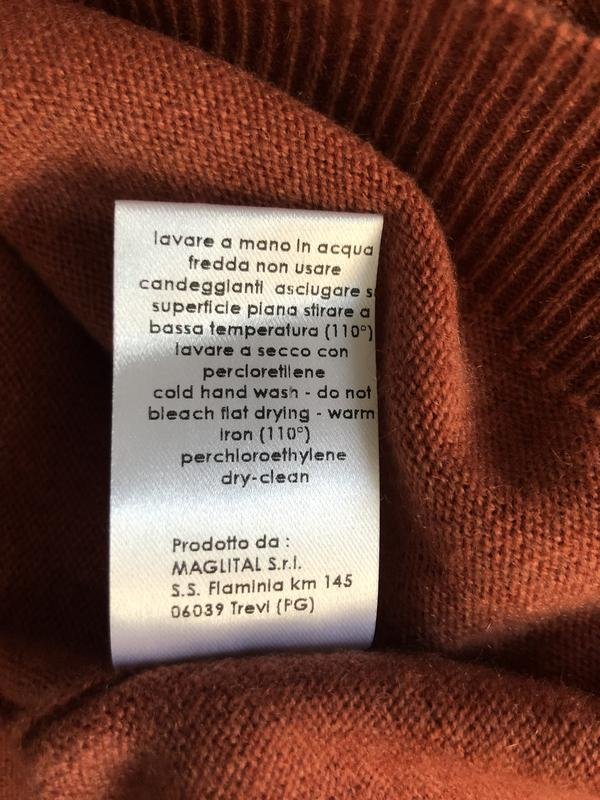 lavare a mano in acqua
fredda non usare
candeggianti asciugare su
superficie piana stirare a
bassa temperatura (110°)
lavare a secco con
percloretilene
cold hand wash - do not
bleach flat drying - warm
iron (110°)
perchloroethylene
dry-clean
Prodotto da :
MAGLITAL S.r.l.
S.S. Flaminia km 145
06039 Trevi (PG)